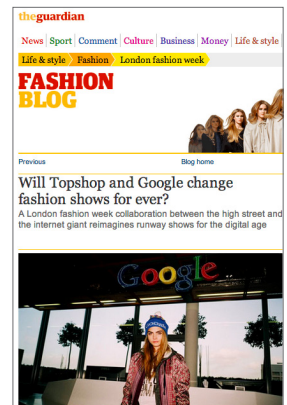 theguardian
News Sport Comment Culture Business Money Life & style
Life & style Fashion London fashion week
FASHION
BLOG
Previous Blog home
Will Topshop and Google change
fashion shows for ever?
A London fashion week collaboration between the high street and
the internet giant reimagines runway shows for the digital age
Google